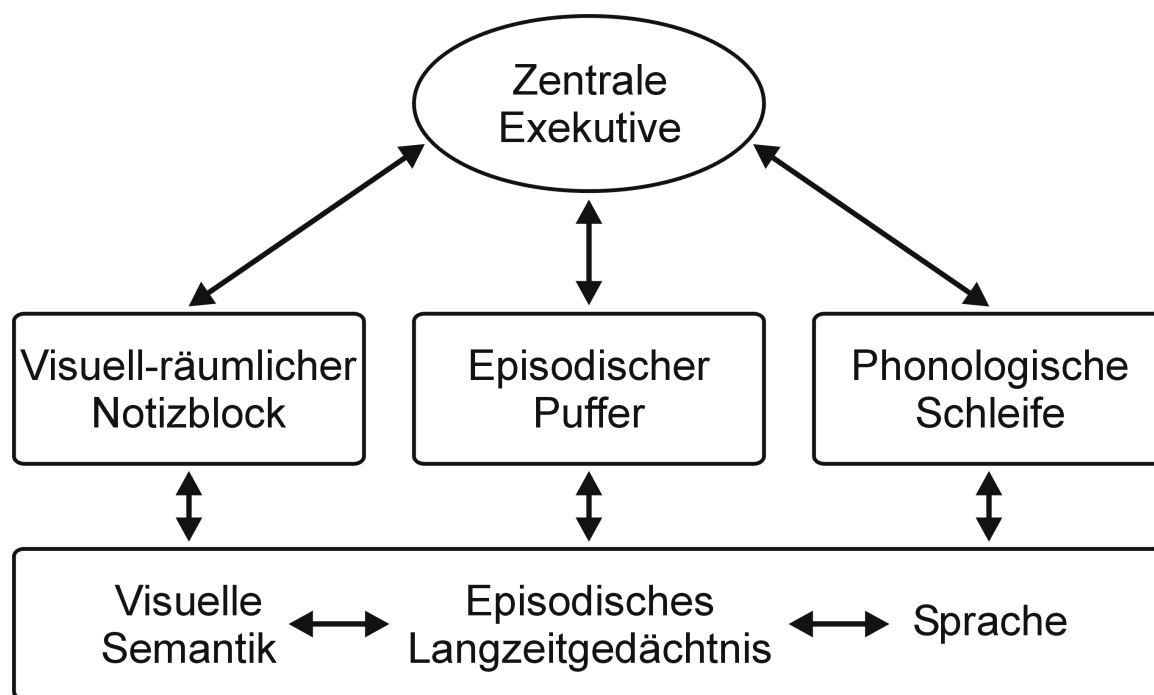 Zentrale
Exekutive
Visuell-räumlicher
Notizblock
Episodischer
Puffer
Phonologische
Schleife
Visuelle
Semantik
Episodisches
Langzeitgedächtnis
Sprache